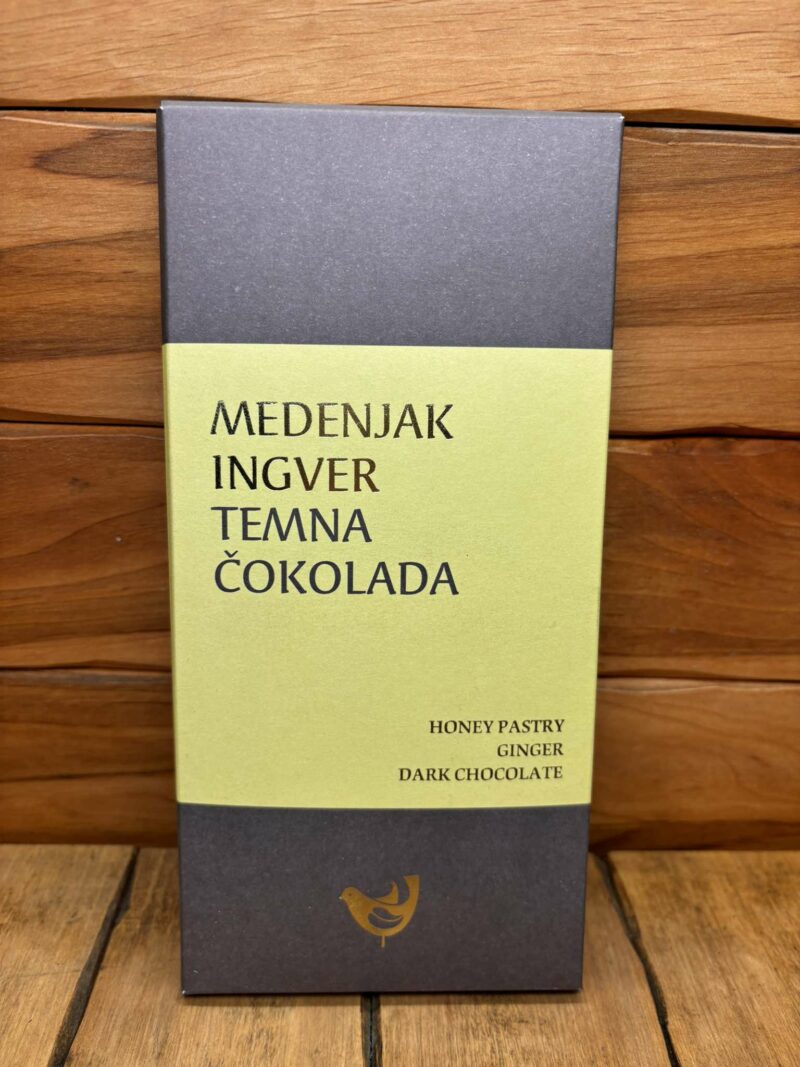 MEDENJAK
INGVER
TEMNA
ČOKOLADA
HONEY PASTRY
GINGER
DARK CHOCOLATE